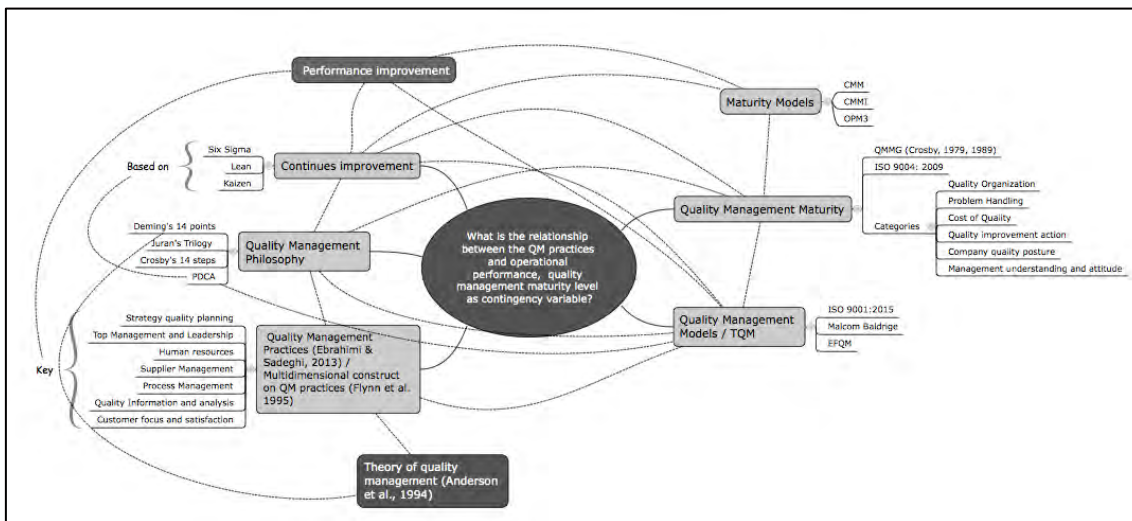 Performance improvement
Maturity Models
CMM
CMMI
OPM3
Based on
Six Sigma
Lean
Kaizen
Continues improvement
QMMG (Crosby, 1979, 1989)
ISO 9004: 2009
Quality Management Maturity
Categories
Quality Organization
Problem Handling
Cost of Quality
Quality improvement action
Company quality posture
Management understanding and attitude
Deming's 14 points
Juran's Trilogy
Crosby's 14 steps
PDCA
Quality Management
Philosophy
What is the relationship
between the QM practices
and operational
performance, quality
management maturity level
as contingency variable?
Quality Management
Models / TQM
ISO 9001:2015
Malcom Baldrige
EFQM
Key
Strategy quality planning
Top Management and Leadership
Human resources
Supplier Management
Process Management
Quality Information and analysis
Customer focus and satisfaction
Quality Management
Practices (Ebrahimi &
Sadeghi, 2013) /
Multidimensional construct
on QM practices (Flynn et al.
1995)
Theory of quality
management (Anderson
et al., 1994)